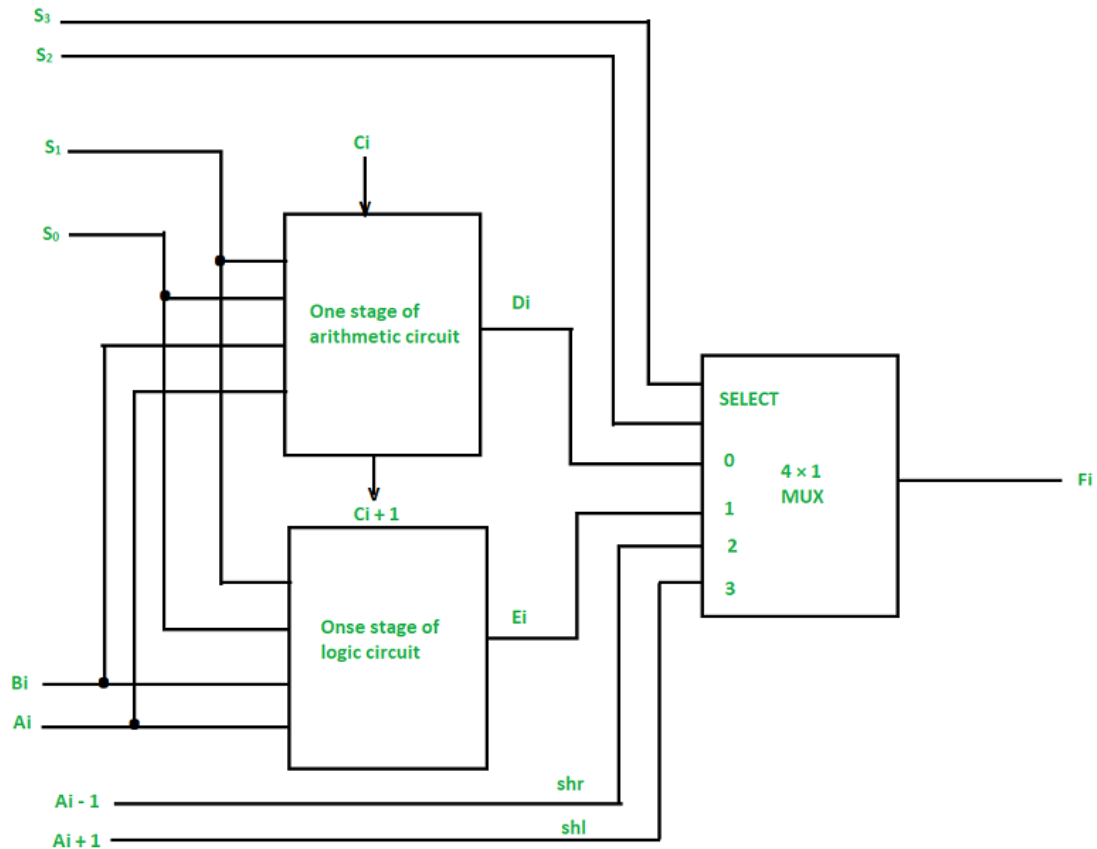 S₃
S₂
S₁
Ci
S₀
One stage of
arithmetic circuit
Di
SELECT
0
4 × 1
MUX
Fi
1
Ci + 1
2
3
Onse stage of
logic circuit
Ei
Bi
Ai
shr
Ai - 1
shl
Ai + 1